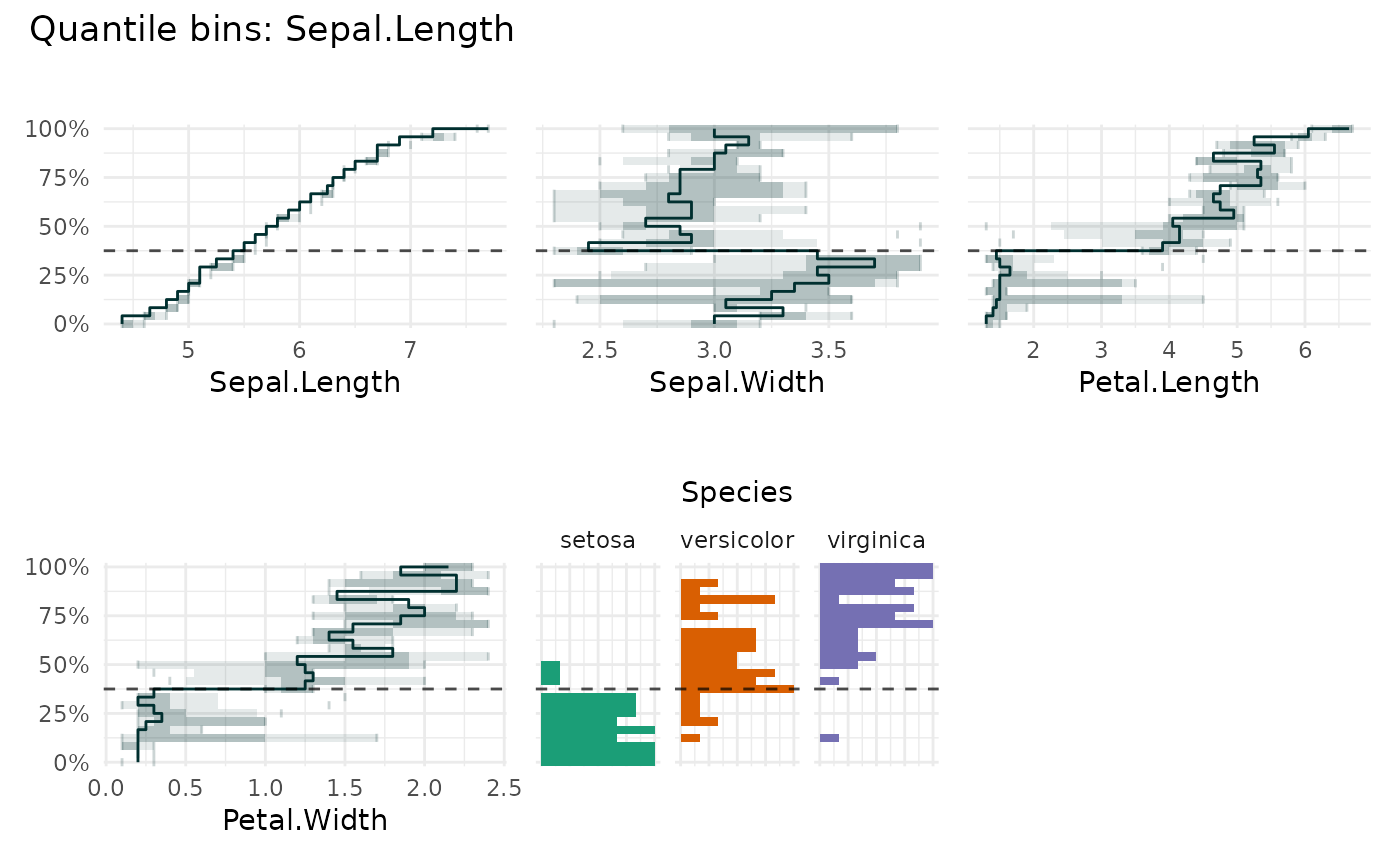 Quantile bins: Sepal.Length
100%
75%
50%
25%
0%
5 6 7
Sepal.Length
2.5 3.0 3.5
Sepal.Width
2 3 4 5 6
Petal.Length
100%
75%
50%
25%
0%
0.0 0.5 1.0 1.5 2.0 2.5
Petal.Width
Species
setosa versicolor virginica